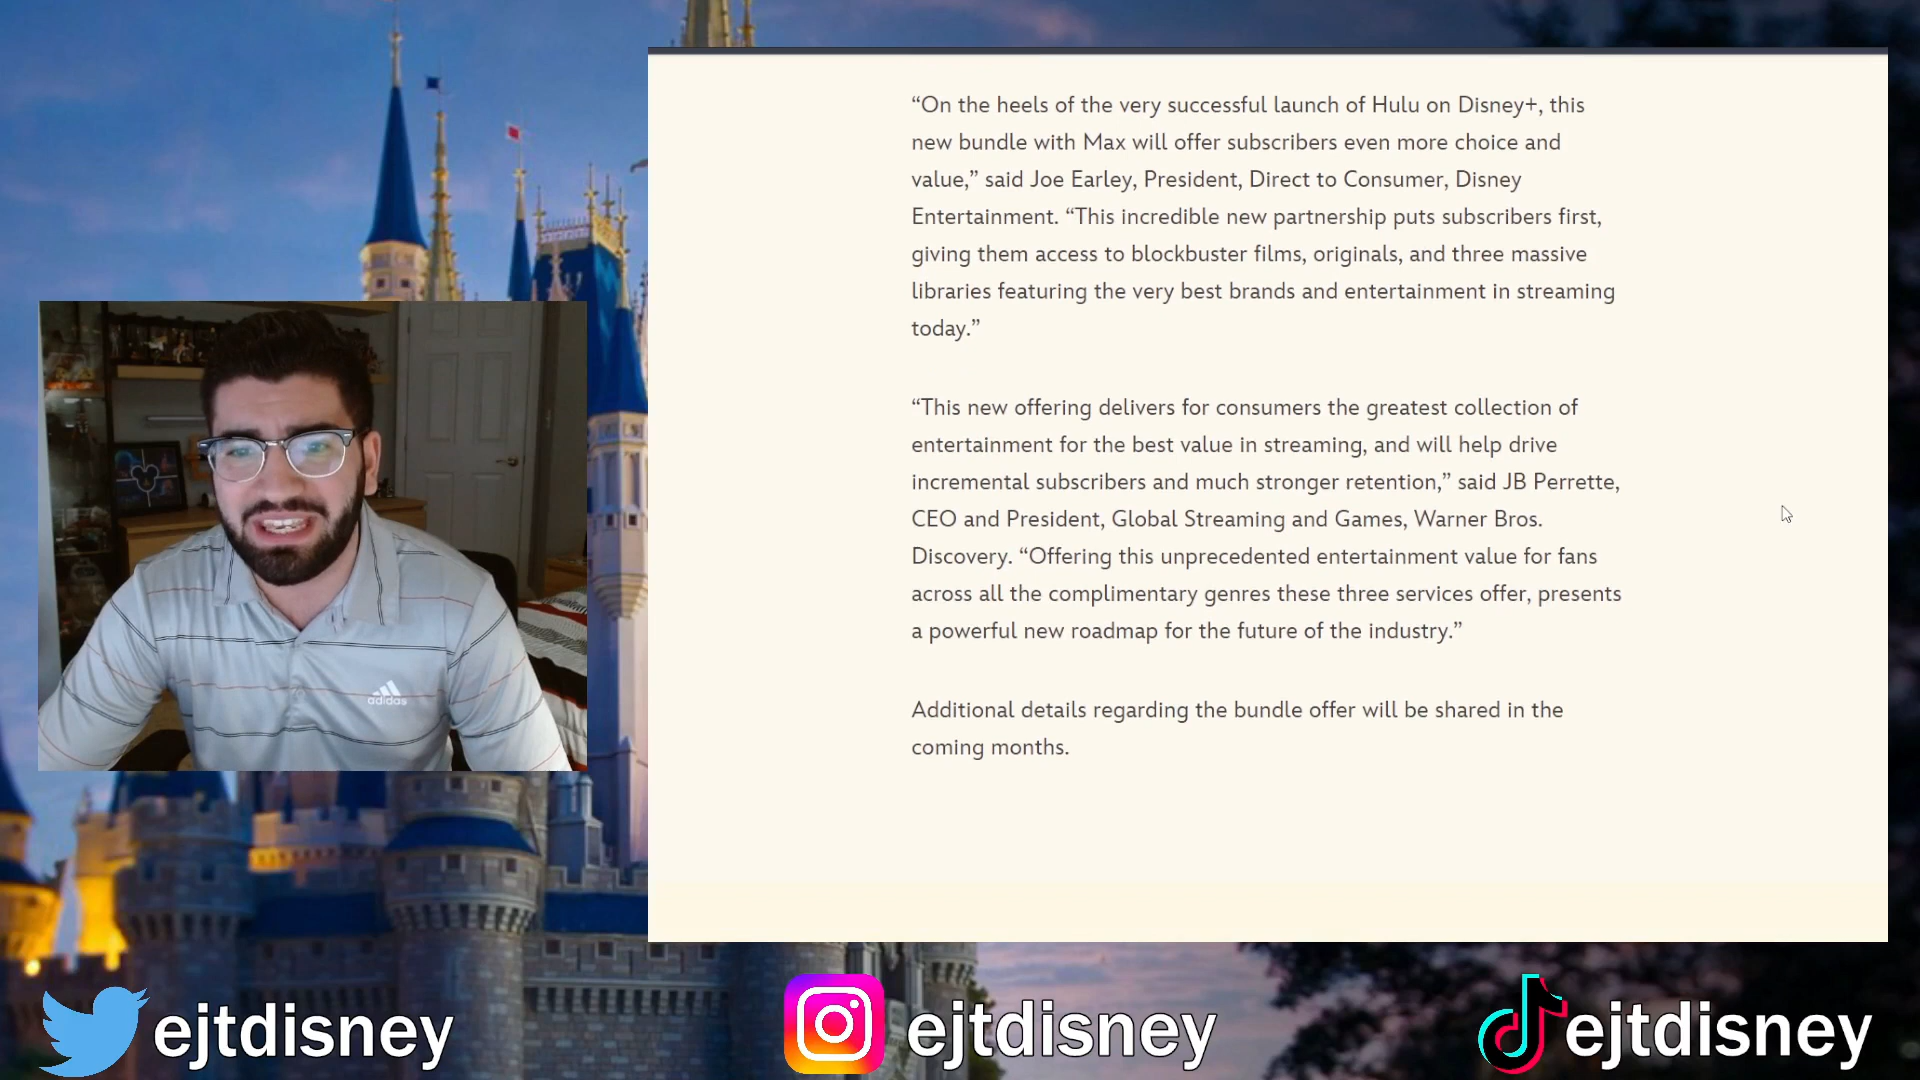 “On the heels of the very successful launch of Hulu on Disney+, this
new bundle with Max will offer subscribers even more choice and
value,” said Joe Earley, President, Direct to Consumer, Disney
Entertainment. “This incredible new partnership puts subscribers first,
giving them access to blockbuster films, originals, and three massive
libraries featuring the very best brands and entertainment in streaming
today.”
“This new offering delivers for consumers the greatest collection of
entertainment for the best value in streaming, and will help drive
incremental subscribers and much stronger retention,” said JB Perrette,
CEO and President, Global Streaming and Games, Warner Bros.
Discovery. “Offering this unprecedented entertainment value for fans
across all the complimentary genres these three services offer, presents
a powerful new roadmap for the future of the industry.”
Additional details regarding the bundle offer will be shared in the
coming months.
adidas
ejtdisney
ejtdisney
ejtdisney